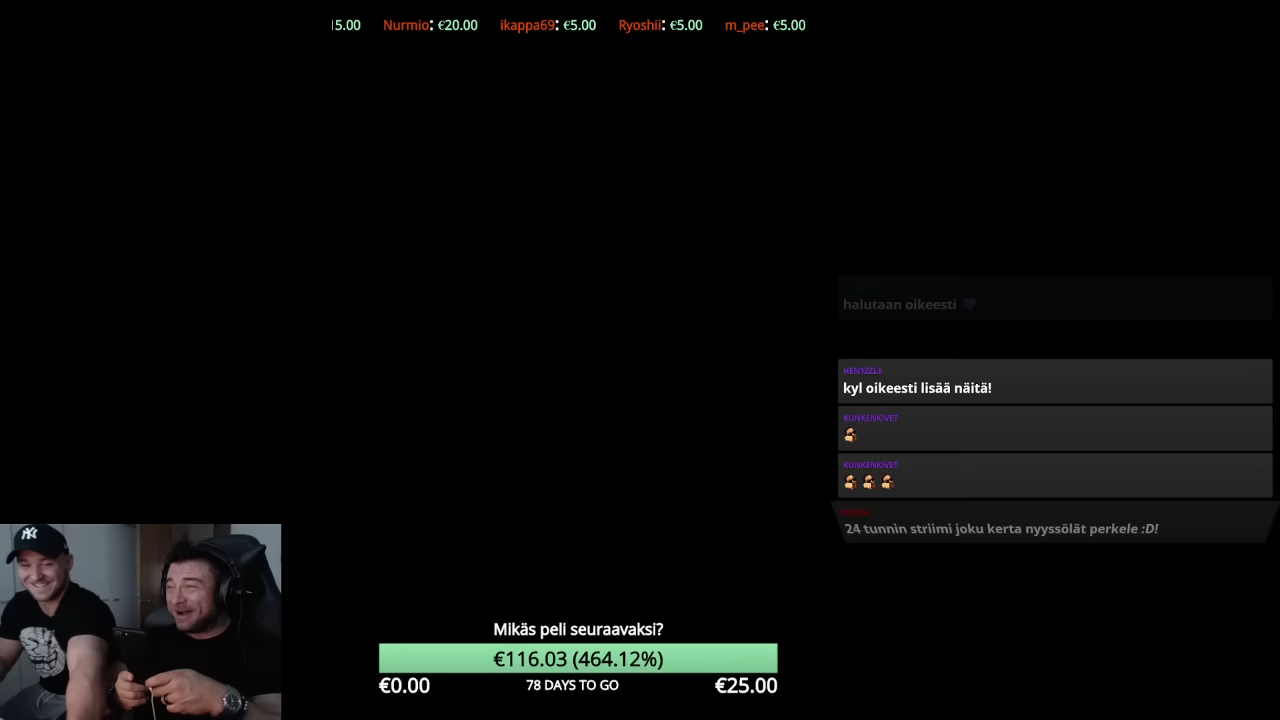 5.00 Nurmio: €20.00 ikappa69: €5.00 Ryoshii: €5.00 m_pee: €5.00
halutaan oikeesti
HEN1ZZLE
kyl oikeesti lisää näitä!
KUNKENKIVET
KUNKENKIVET
24 tunnin striimi joku kerta nyyssölät perkele :D!
NY
Mikäs peli seuraavaksi?
€116.03 (464.12%)
€0.00 78 DAYS TO GO €25.00